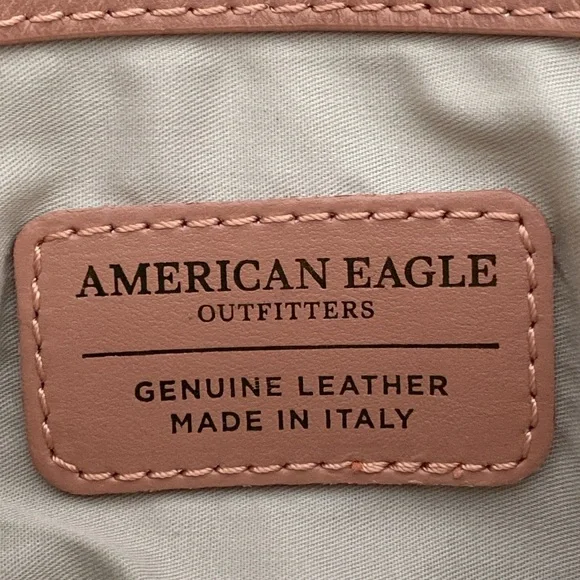 AMERICAN EAGLE
OUTFITTERS
GENUINE LEATHER
MADE IN ITALY